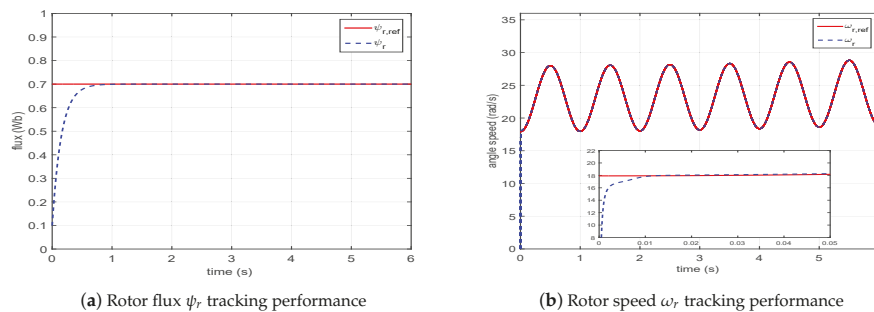 1
0.9
0.8
0.7
0.6
0.5
0.4
0.3
0.2
0.1
0
flux (Wb)
0 1 2 3 4 5 6
time (s)
ψr,ref
ψr
35
30
25
20
15
10
5
0
angle speed (rad/s)
0 1 2 3 4 5
time (s)
ωr,ref
ωr
22
20
18
16
14
12
10
8
0 0.01 0.02 0.03 0.04 0.05
(a) Rotor flux ψr tracking performance
(b) Rotor speed ωr tracking performance